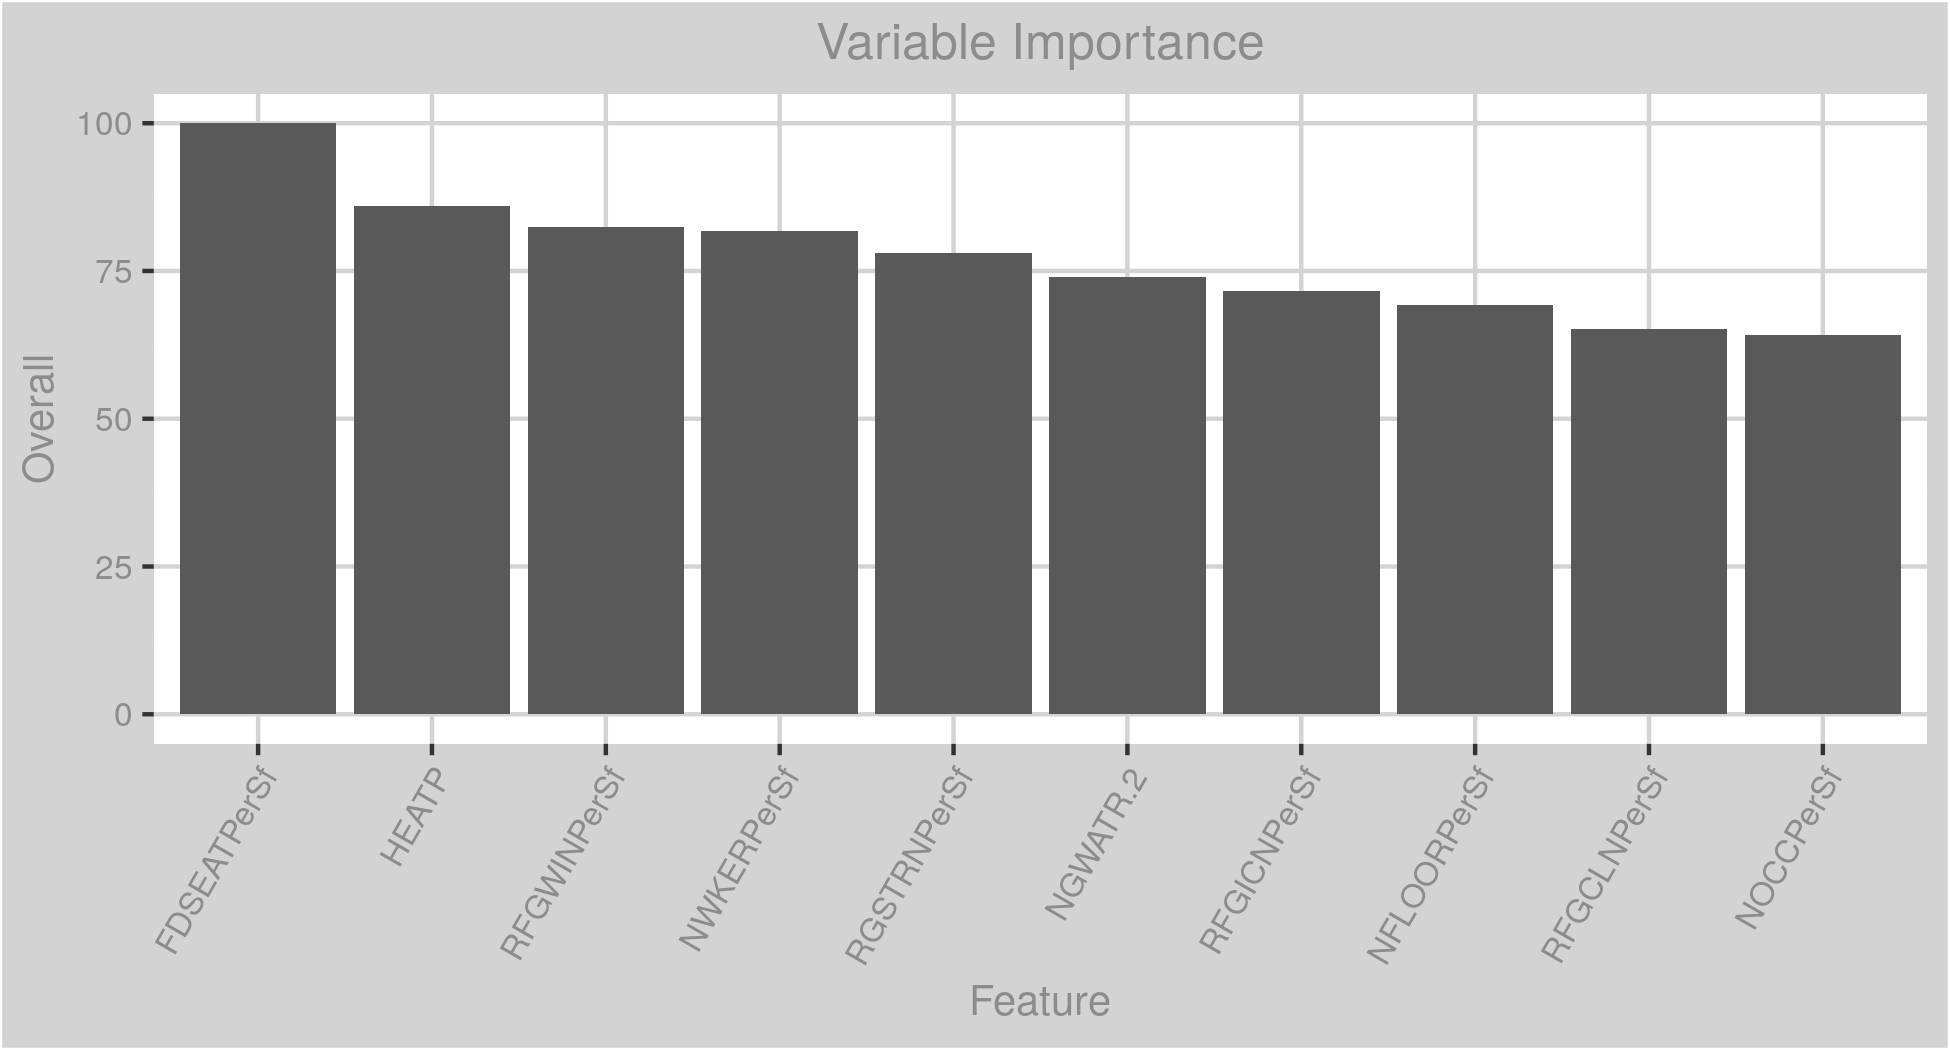 Variable Importance
100
75
50
25
0
Overall
FDSEATPerSf
HEATP
RFGWINPerSf
NWKERPerSf
RGSTRNPerSf
NGWATR.2
RFGICNPerSf
NFLOORPerSf
RFGCLNPerSf
NOCCPerSf
Feature